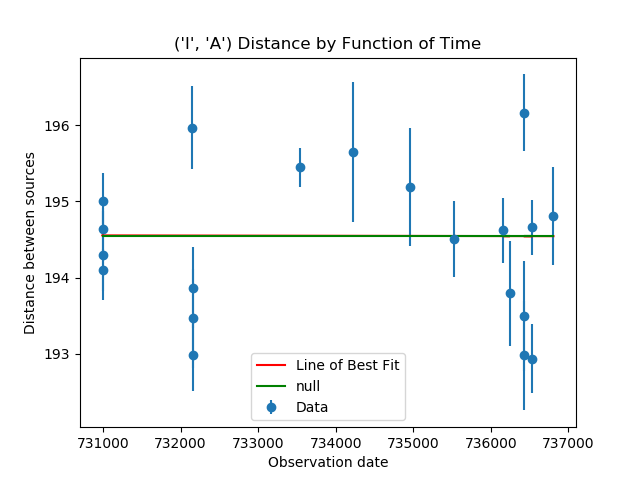 ('I', 'A') Distance by Function of Time
Distance between sources
196
195
194
193
Line of Best Fit
null
Data
731000 732000 733000 734000 735000 736000 737000
Observation date